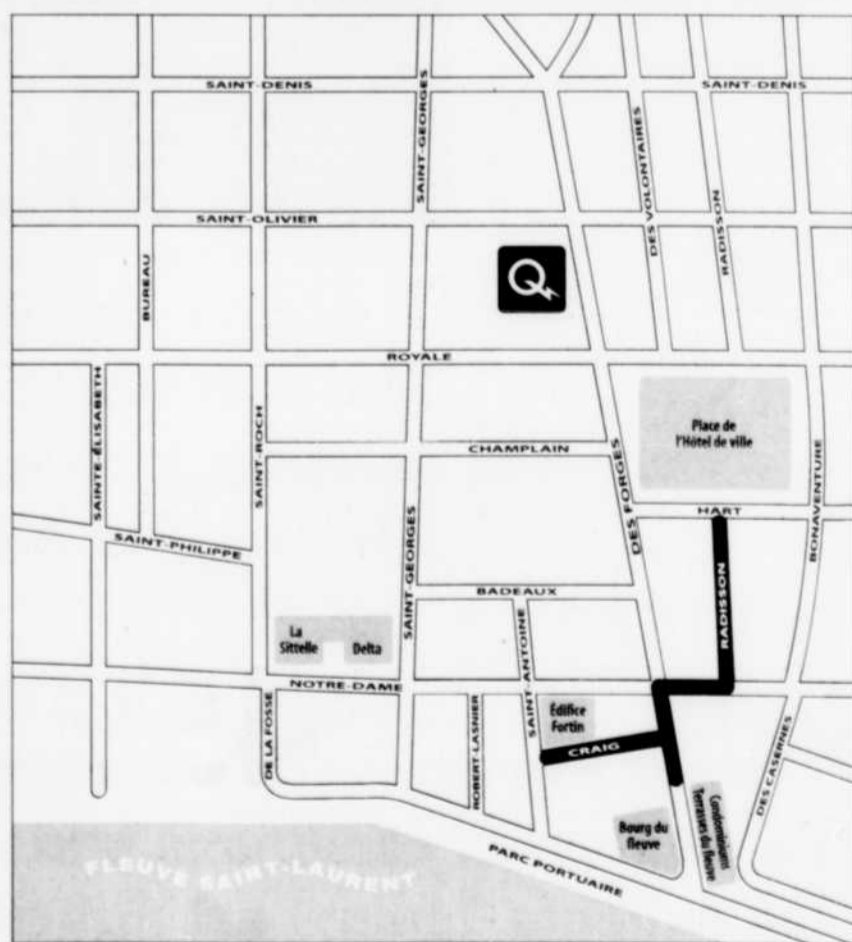 SAINT-DENIS
SAINT-DENIS
SAINT-GEORGES
DES VOLONTAIRES
RADISSON
SAINT-OLIVIER
BUREAU
Q
ROYALE
SAINTE-ÉLISABETH
SAINT-ROCH
Place de
l'Hôtel de ville
CHAMPLAIN
DES FORGES
BONAVENTURE
HART
SAINT-PHILIPPE
SAINT-GEORGES
BADEAUX
RADISSON
La
Sittelle
Delta
SAINT-ANTOINE
NOTRE-DAME
DE LA FOSSE
ROBERT-LASNIER
Édifice
Fortin
CRAIG
DES CASERNES
Bourg du
fleuve
Condominiums
Terrasses du fleuve
PARC PORTUAIRE
FLEUVE SAINT-LAURENT